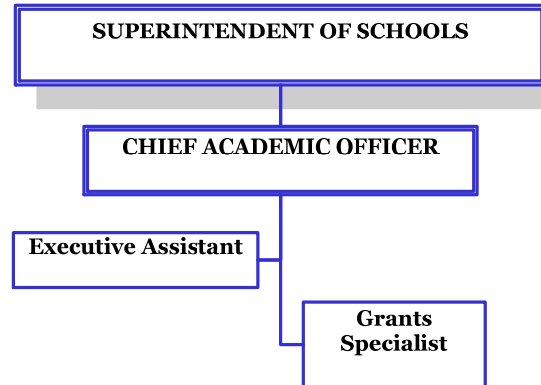 SUPERINTENDENT OF SCHOOLS
CHIEF ACADEMIC OFFICER
Executive Assistant
Grants
Specialist